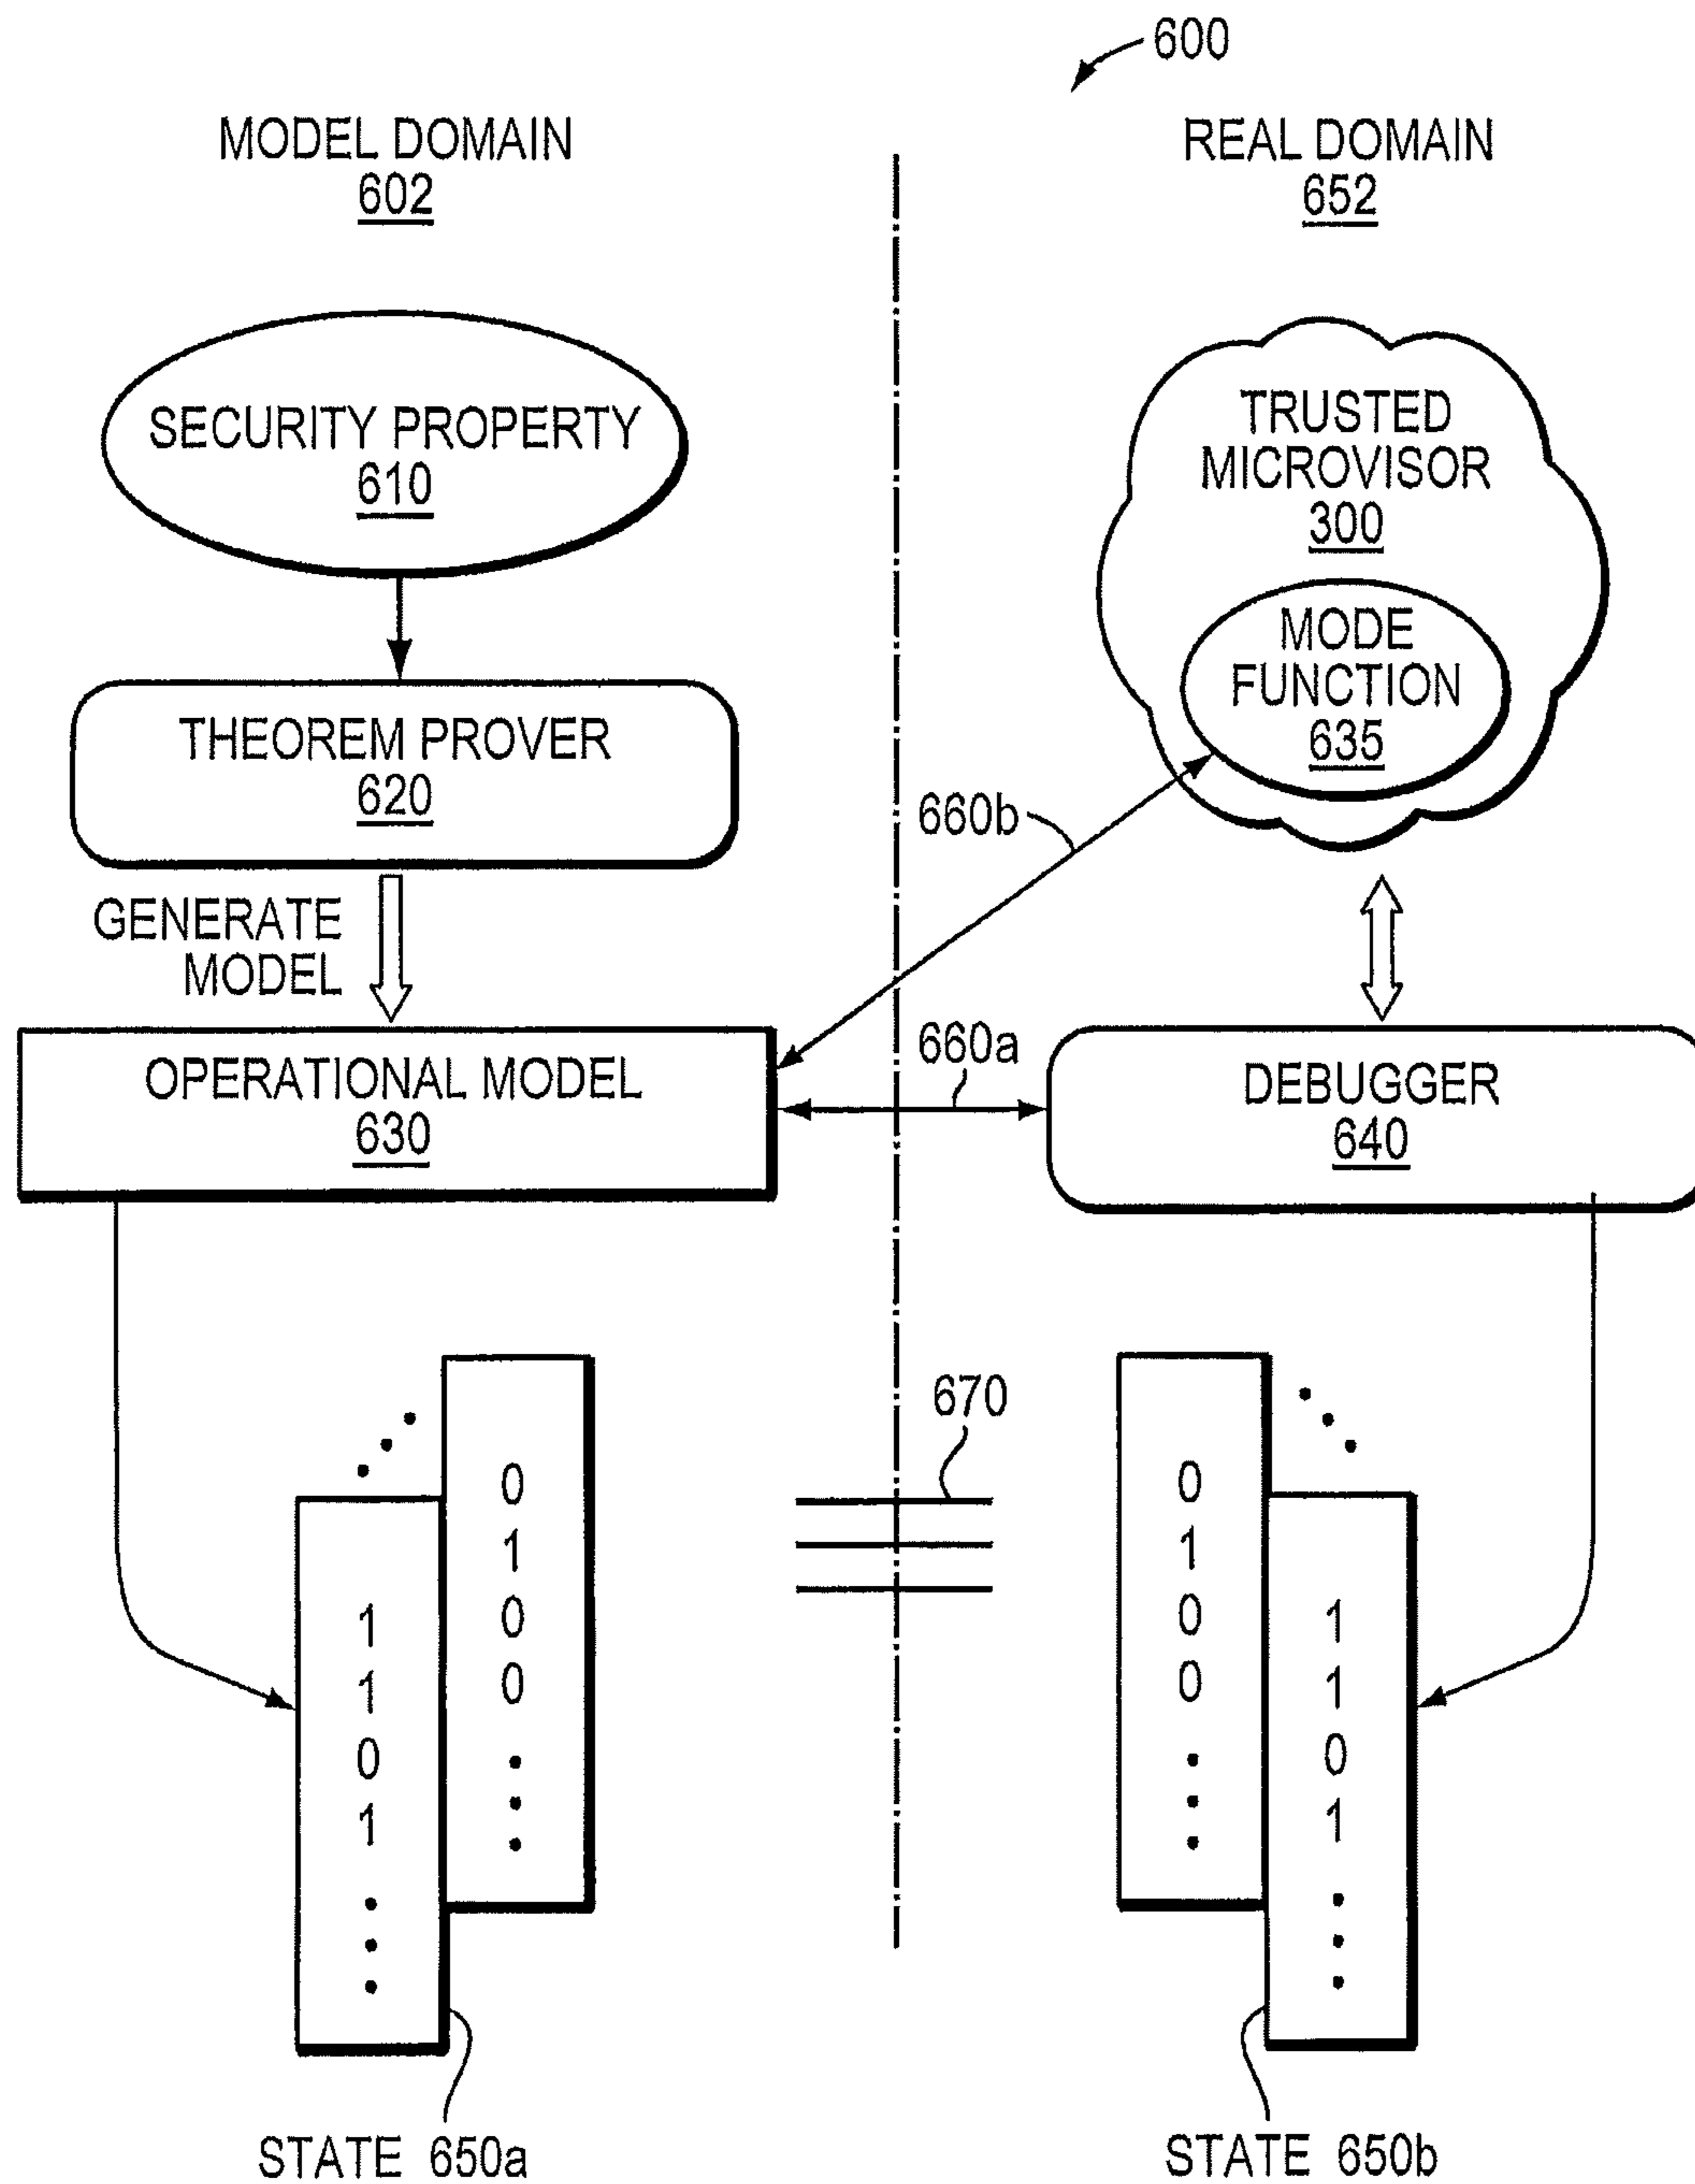 600
MODEL DOMAIN
602
REAL DOMAIN
652
SECURITY PROPERTY
610
TRUSTED
MICROVISOR
300
MODE
FUNCTION
635
THEOREM PROVER
620
660b
GENERATE
MODEL
OPERATIONAL MODEL
630
660a
DEBUGGER
640
670
0
1
0
0
1
1
0
1
0
1
0
0
1
1
0
1
STATE 650a
STATE 650b